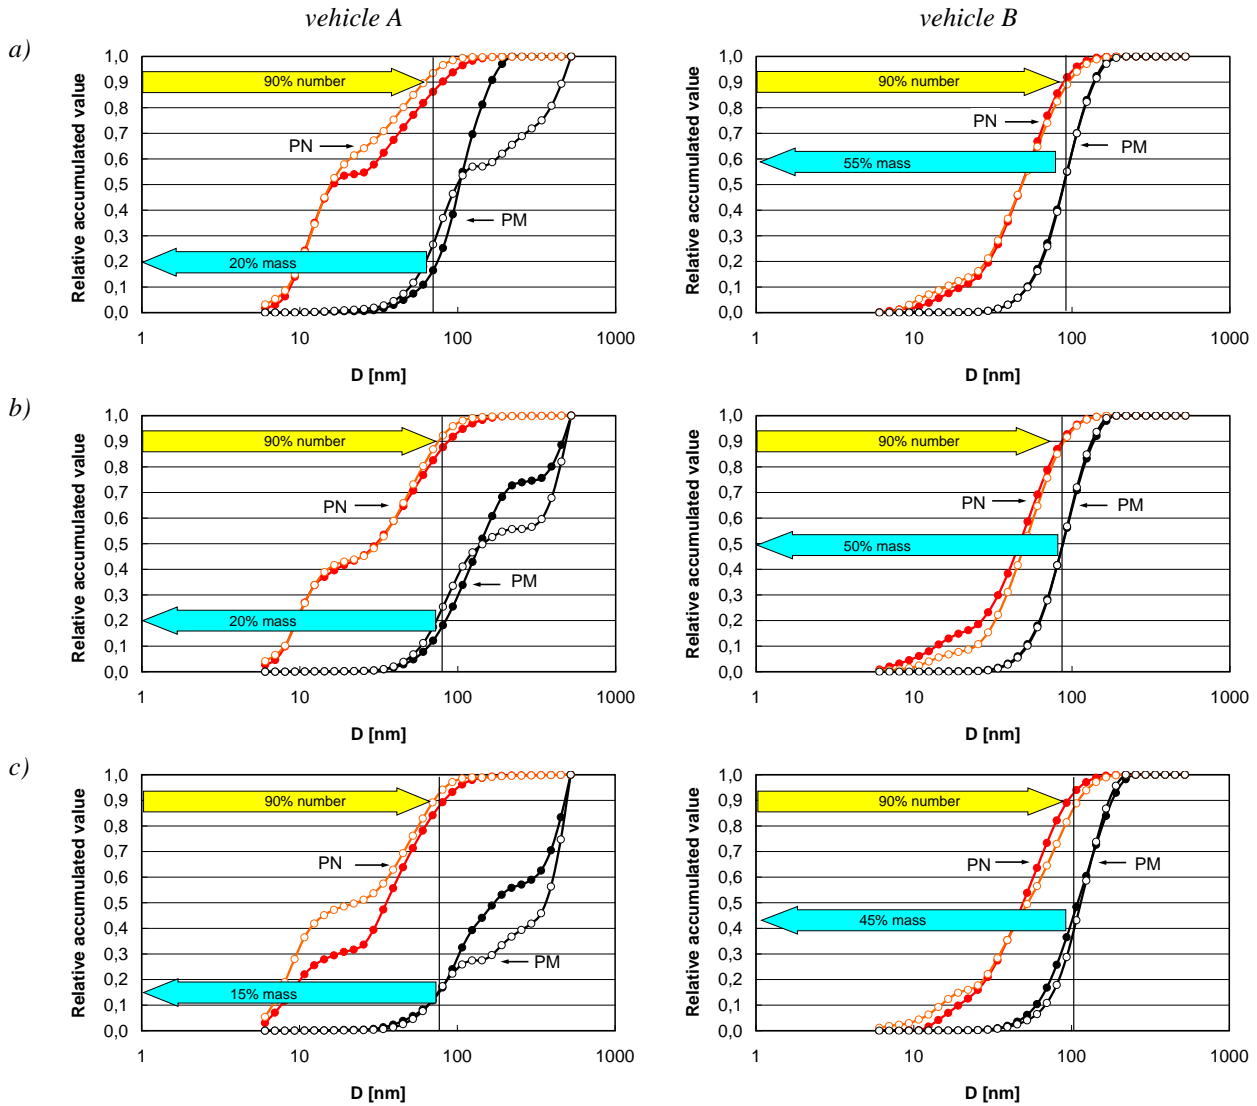 vehicle A
vehicle B
a)
Relative accumulated value
1,0
0,9
0,8
0,7
0,6
0,5
0,4
0,3
0,2
0,1
0,0
90% number
PN
PM
20% mass
1 10 100 1000
D [nm]
Relative accumulated value
1,0
0,9
0,8
0,7
0,6
0,5
0,4
0,3
0,2
0,1
0,0
90% number
PN
PM
55% mass
1 10 100 1000
D [nm]
b)
Relative accumulated value
1,0
0,9
0,8
0,7
0,6
0,5
0,4
0,3
0,2
0,1
0,0
90% number
PN
PM
20% mass
1 10 100 1000
D [nm]
Relative accumulated value
1,0
0,9
0,8
0,7
0,6
0,5
0,4
0,3
0,2
0,1
0,0
90% number
PN
PM
50% mass
1 10 100 1000
D [nm]
c)
Relative accumulated value
1,0
0,9
0,8
0,7
0,6
0,5
0,4
0,3
0,2
0,1
0,0
90% number
PN
PM
15% mass
1 10 100 1000
D [nm]
Relative accumulated value
1,0
0,9
0,8
0,7
0,6
0,5
0,4
0,3
0,2
0,1
0,0
90% number
PN
PM
45% mass
1 10 100 1000
D [nm]